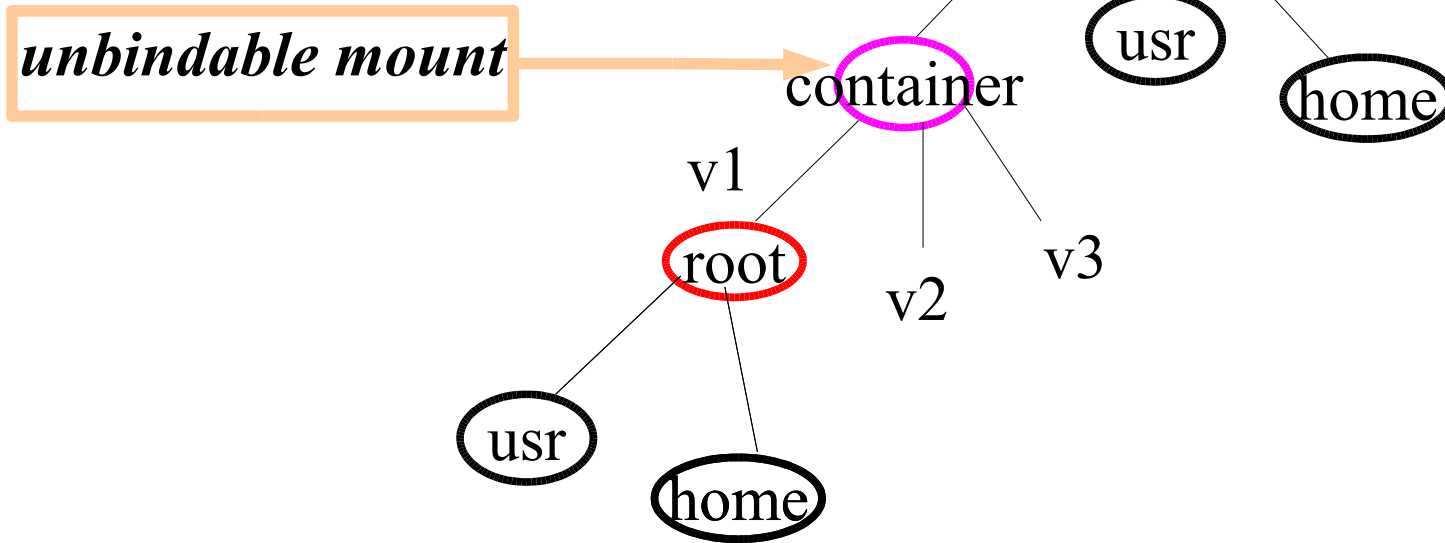 unbindable mount
usr
container
home
v1
root
v3
v2
usr
home